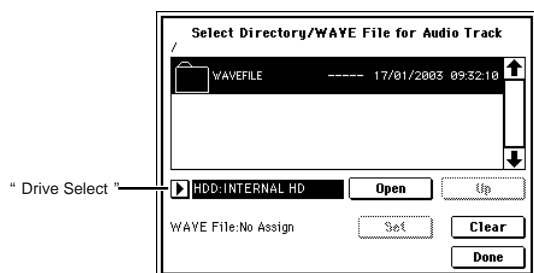 Select Directory/WAVE File for Audio Track
/
WAVEFILE ----- 17/01/2003 09:32:10
“ Drive Select ”
HDD:INTERNAL HD Open Up
WAVE File:No Assign Set Clear
Done